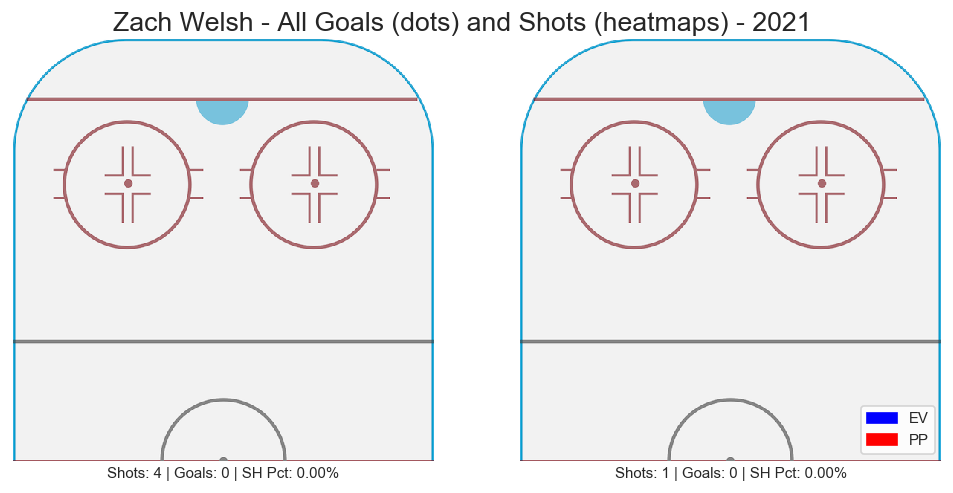 Zach Welsh - All Goals (dots) and Shots (heatmaps) - 2021
EV
PP
Shots: 4 | Goals: 0 | SH Pct: 0.00%
Shots: 1 | Goals: 0 | SH Pct: 0.00%